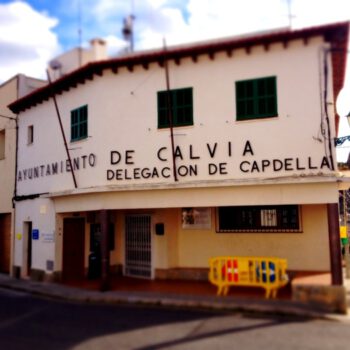 AYUNTAMIENTO DE CALVIA
DELEGACION DE CAPDELLA